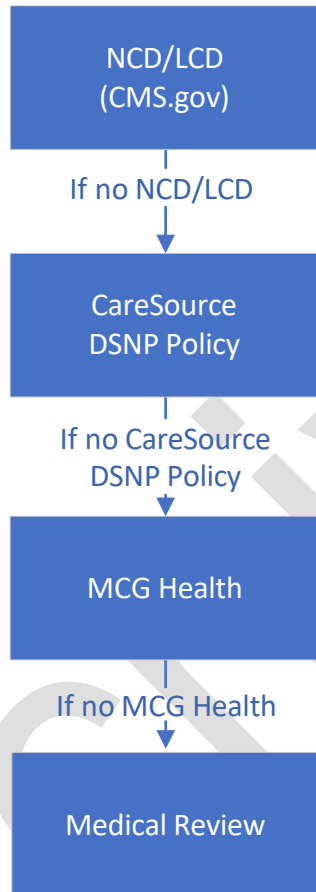 NCD/LCD
(CMS.gov)
If no NCD/LCD
CareSource
DSNP Policy
If no CareSource
DSNP Policy
MCG Health
If no MCG Health
Medical Review